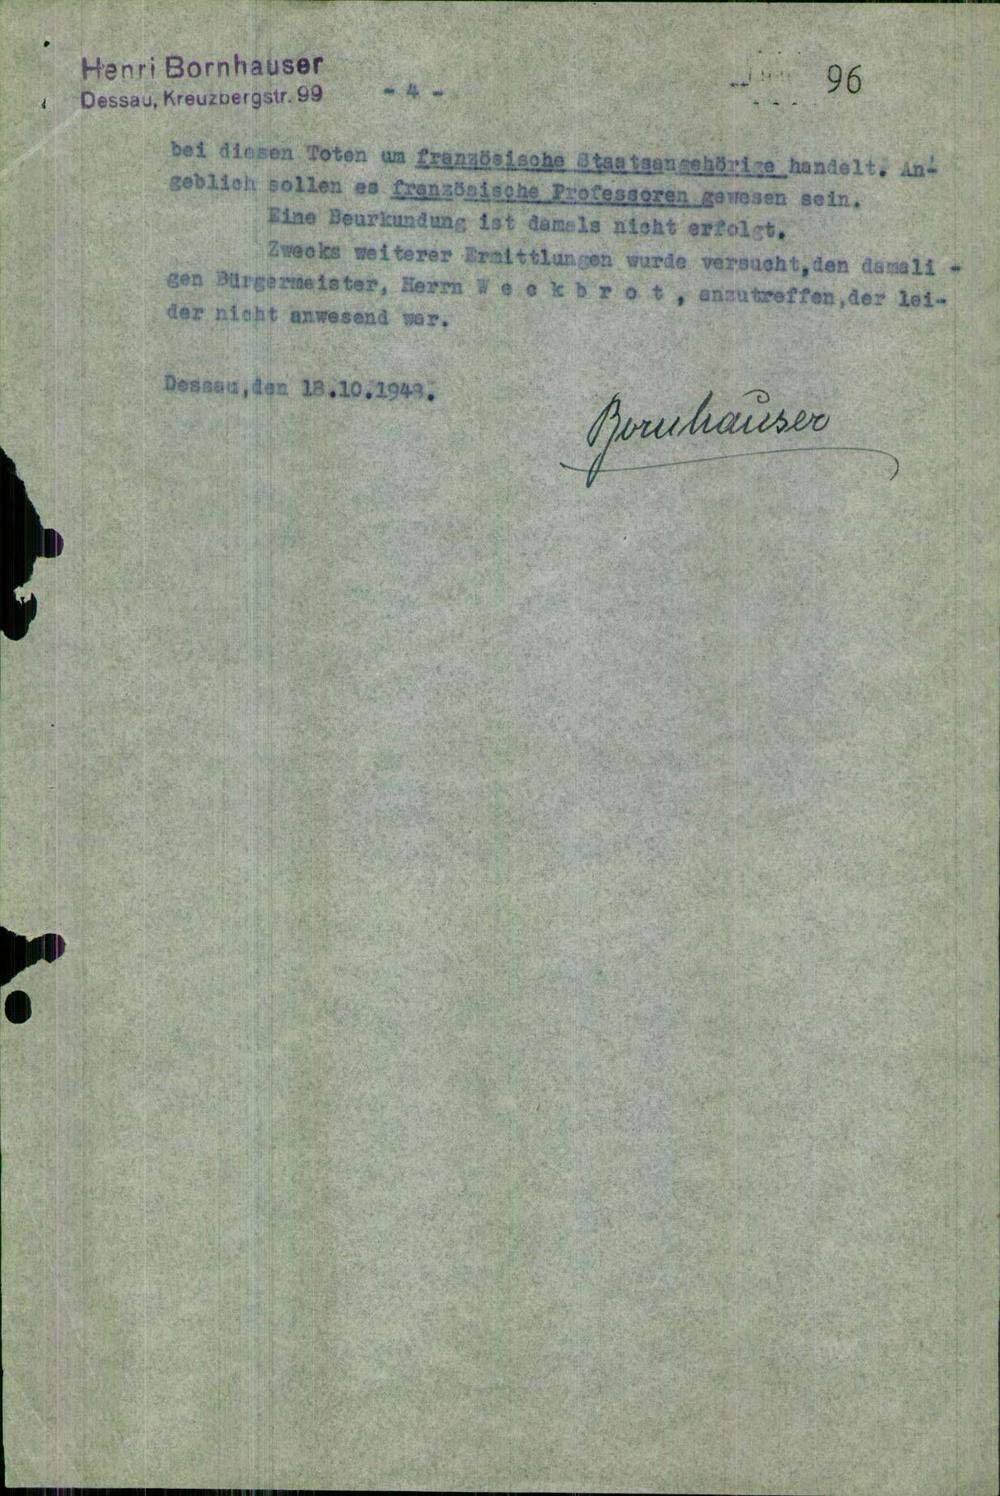 Henri Bornhauser
Dessau, Kreuzbergstr. 99
- 4 -
96
bei diesen Toten um französische Staatsangehörige handelt. An-
geblich sollen es französische Professoren gewesen sein.
Eine Beurkundung ist damals nicht erfolgt.
Zwecks weiterer Ermittlungen wurde versucht,den damali -
gen Bürgermeister, Herrn W e c k b r o t , anzutreffen,der lei-
der nicht anwesend war.
Dessau,den 18.10.1948.
Bornhauser